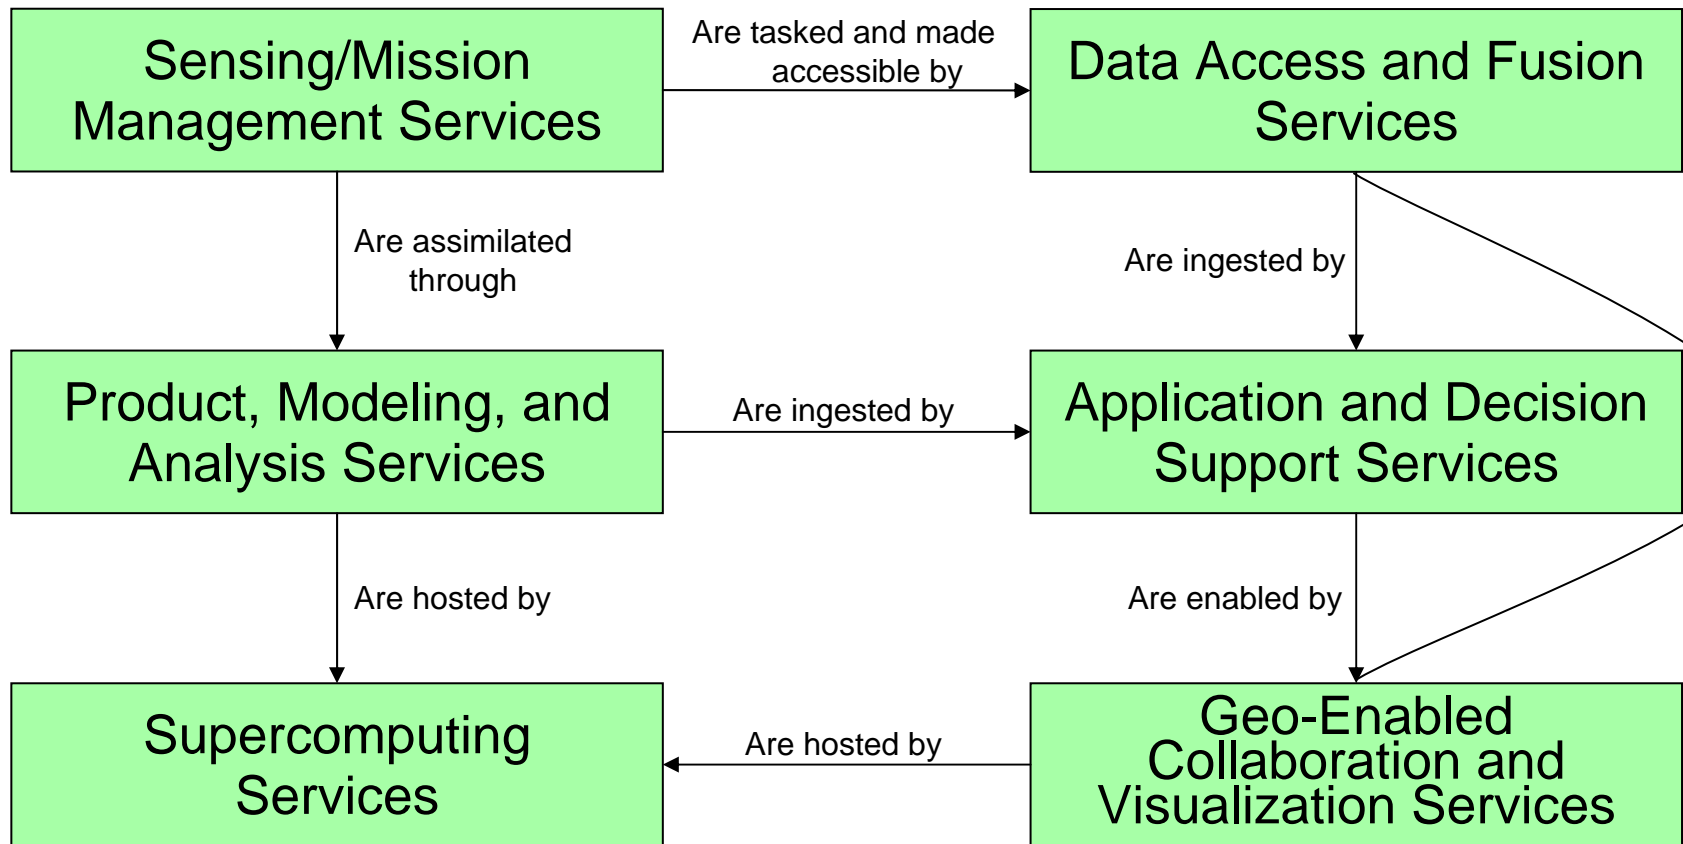 Sensing/Mission
Management Services
Are tasked and made
accessible by
Data Access and Fusion
Services
Are assimilated
through
Are ingested by
Product, Modeling, and
Analysis Services
Are ingested by
Application and Decision
Support Services
Are hosted by
Are enabled by
Supercomputing
Services
Are hosted by
Geo-Enabled
Collaboration and
Visualization Services